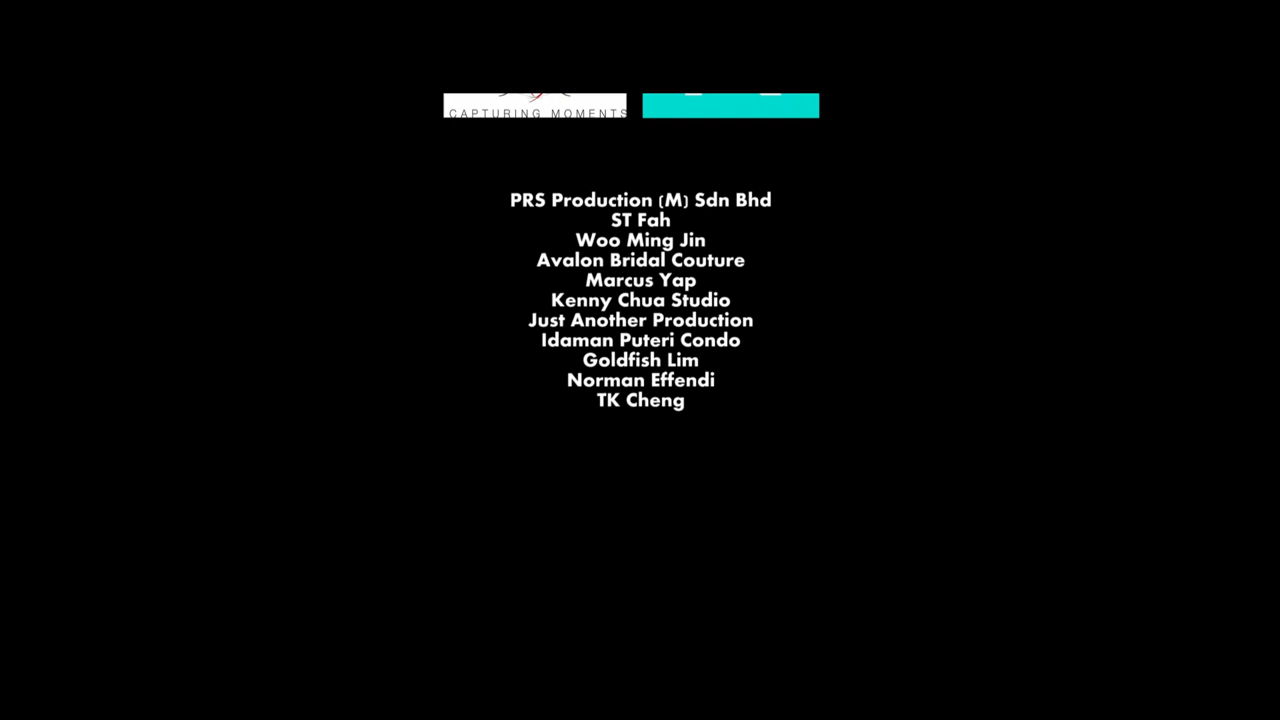 CAPTURING MOMENTS
PRS Production (M) Sdn Bhd
ST Fah
Woo Ming Jin
Avalon Bridal Couture
Marcus Yap
Kenny Chua Studio
Just Another Production
Idaman Puteri Condo
Goldfish Lim
Norman Effendi
TK Cheng